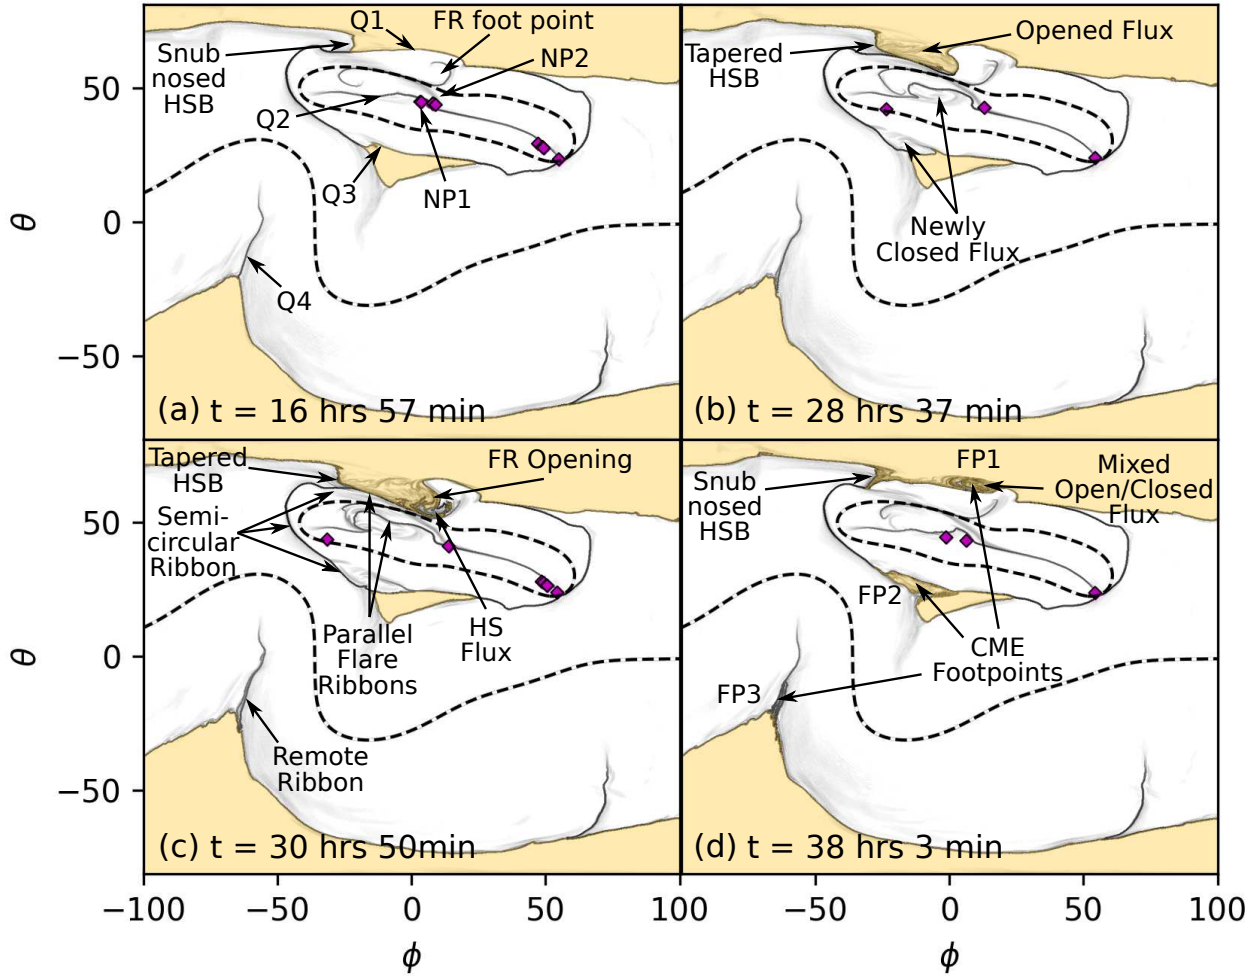 Q1
FR foot point
Snub
nosed
HSB
NP2
Q2
Q3
NP1
Q4
(a) t = 16 hrs 57 min
Tapered
HSB
Opened Flux
Newly
Closed Flux
(b) t = 28 hrs 37 min
Tapered
HSB
FR Opening
Semi-
circular
Ribbon
Parallel
Flare
Ribbons
HS
Flux
Remote
Ribbon
(c) t = 30 hrs 50min
Snub
nosed
HSB
FP1
Mixed
Open/Closed
Flux
FP2
CME
Footpoints
FP3
(d) t = 38 hrs 3 min
50
0
−50
θ
50
0
−50
θ
−100
−50
0
50
100
−50
0
50
100
ϕ
ϕ